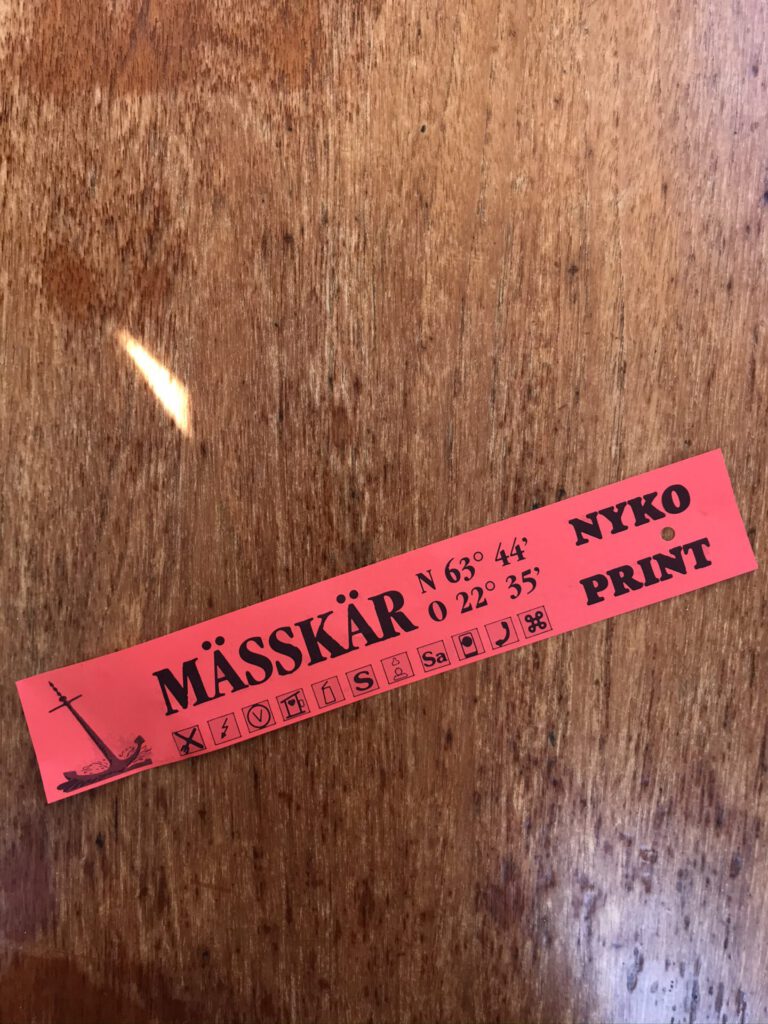 MÄSSKÄR
N 63° 44'
O 22° 35'
V
S
Sa
NYKO
PRINT